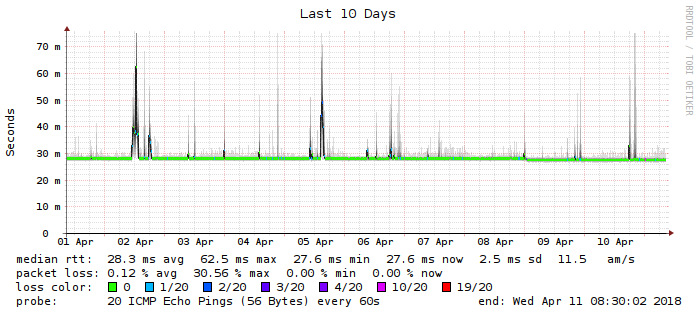 Last 10 Days
RRDTOOL / TOBI OETIKER
Seconds
70 m
60 m
50 m
40 m
30 m
20 m
10 m
0
01 Apr 02 Apr 03 Apr 04 Apr 05 Apr 06 Apr 07 Apr 08 Apr 09 Apr 10 Apr
median rtt: 28.3 ms avg 62.5 ms max 27.6 ms min 27.6 ms now 2.5 ms sd 11.5 am/s
packet loss: 0.12 % avg 30.56 % max 0.00 % min 0.00 % now
loss color: 0 1/20 2/20 3/20 4/20 10/20 19/20
probe: 20 ICMP Echo Pings (56 Bytes) every 60s end: Wed Apr 11 08:30:02 2018